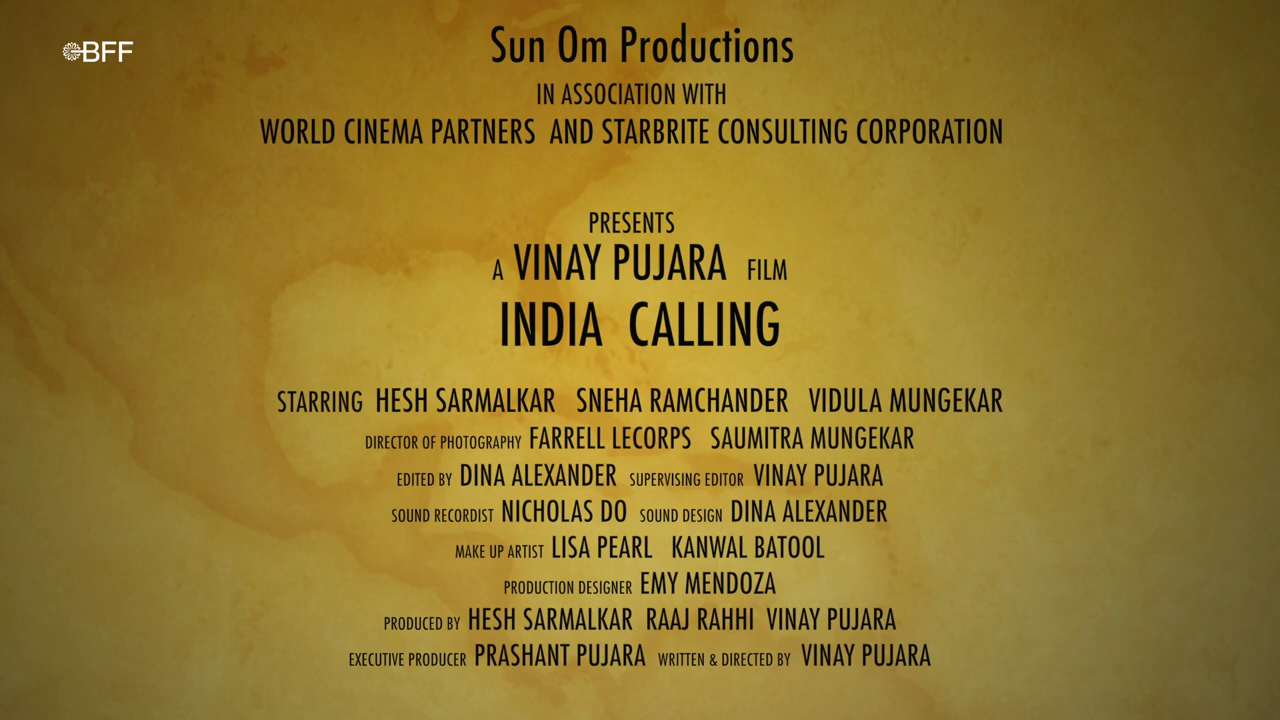 BFF
Sun Om Productions
IN ASSOCIATION WITH
WORLD CINEMA PARTNERS AND STARBRITE CONSULTING CORPORATION
PRESENTS
A VINAY PUJARA FILM
INDIA CALLING
STARRING HESH SARMALKAR SNEHA RAMCHANDER VIDULA MUNGEKAR
DIRECTOR OF PHOTOGRAPHY FARRELL LECORPS SAUMITRA MUNGEKAR
EDITED BY DINA ALEXANDER SUPERVISING EDITOR VINAY PUJARA
SOUND RECORDIST NICHOLAS DO SOUND DESIGN DINA ALEXANDER
MAKE UP ARTIST LISA PEARL KANWAL BATOOL
PRODUCTION DESIGNER EMY MENDOZA
PRODUCED BY HESH SARMALKAR RAAJ RAHHI VINAY PUJARA
EXECUTIVE PRODUCER PRASHANT PUJARA WRITTEN & DIRECTED BY VINAY PUJARA